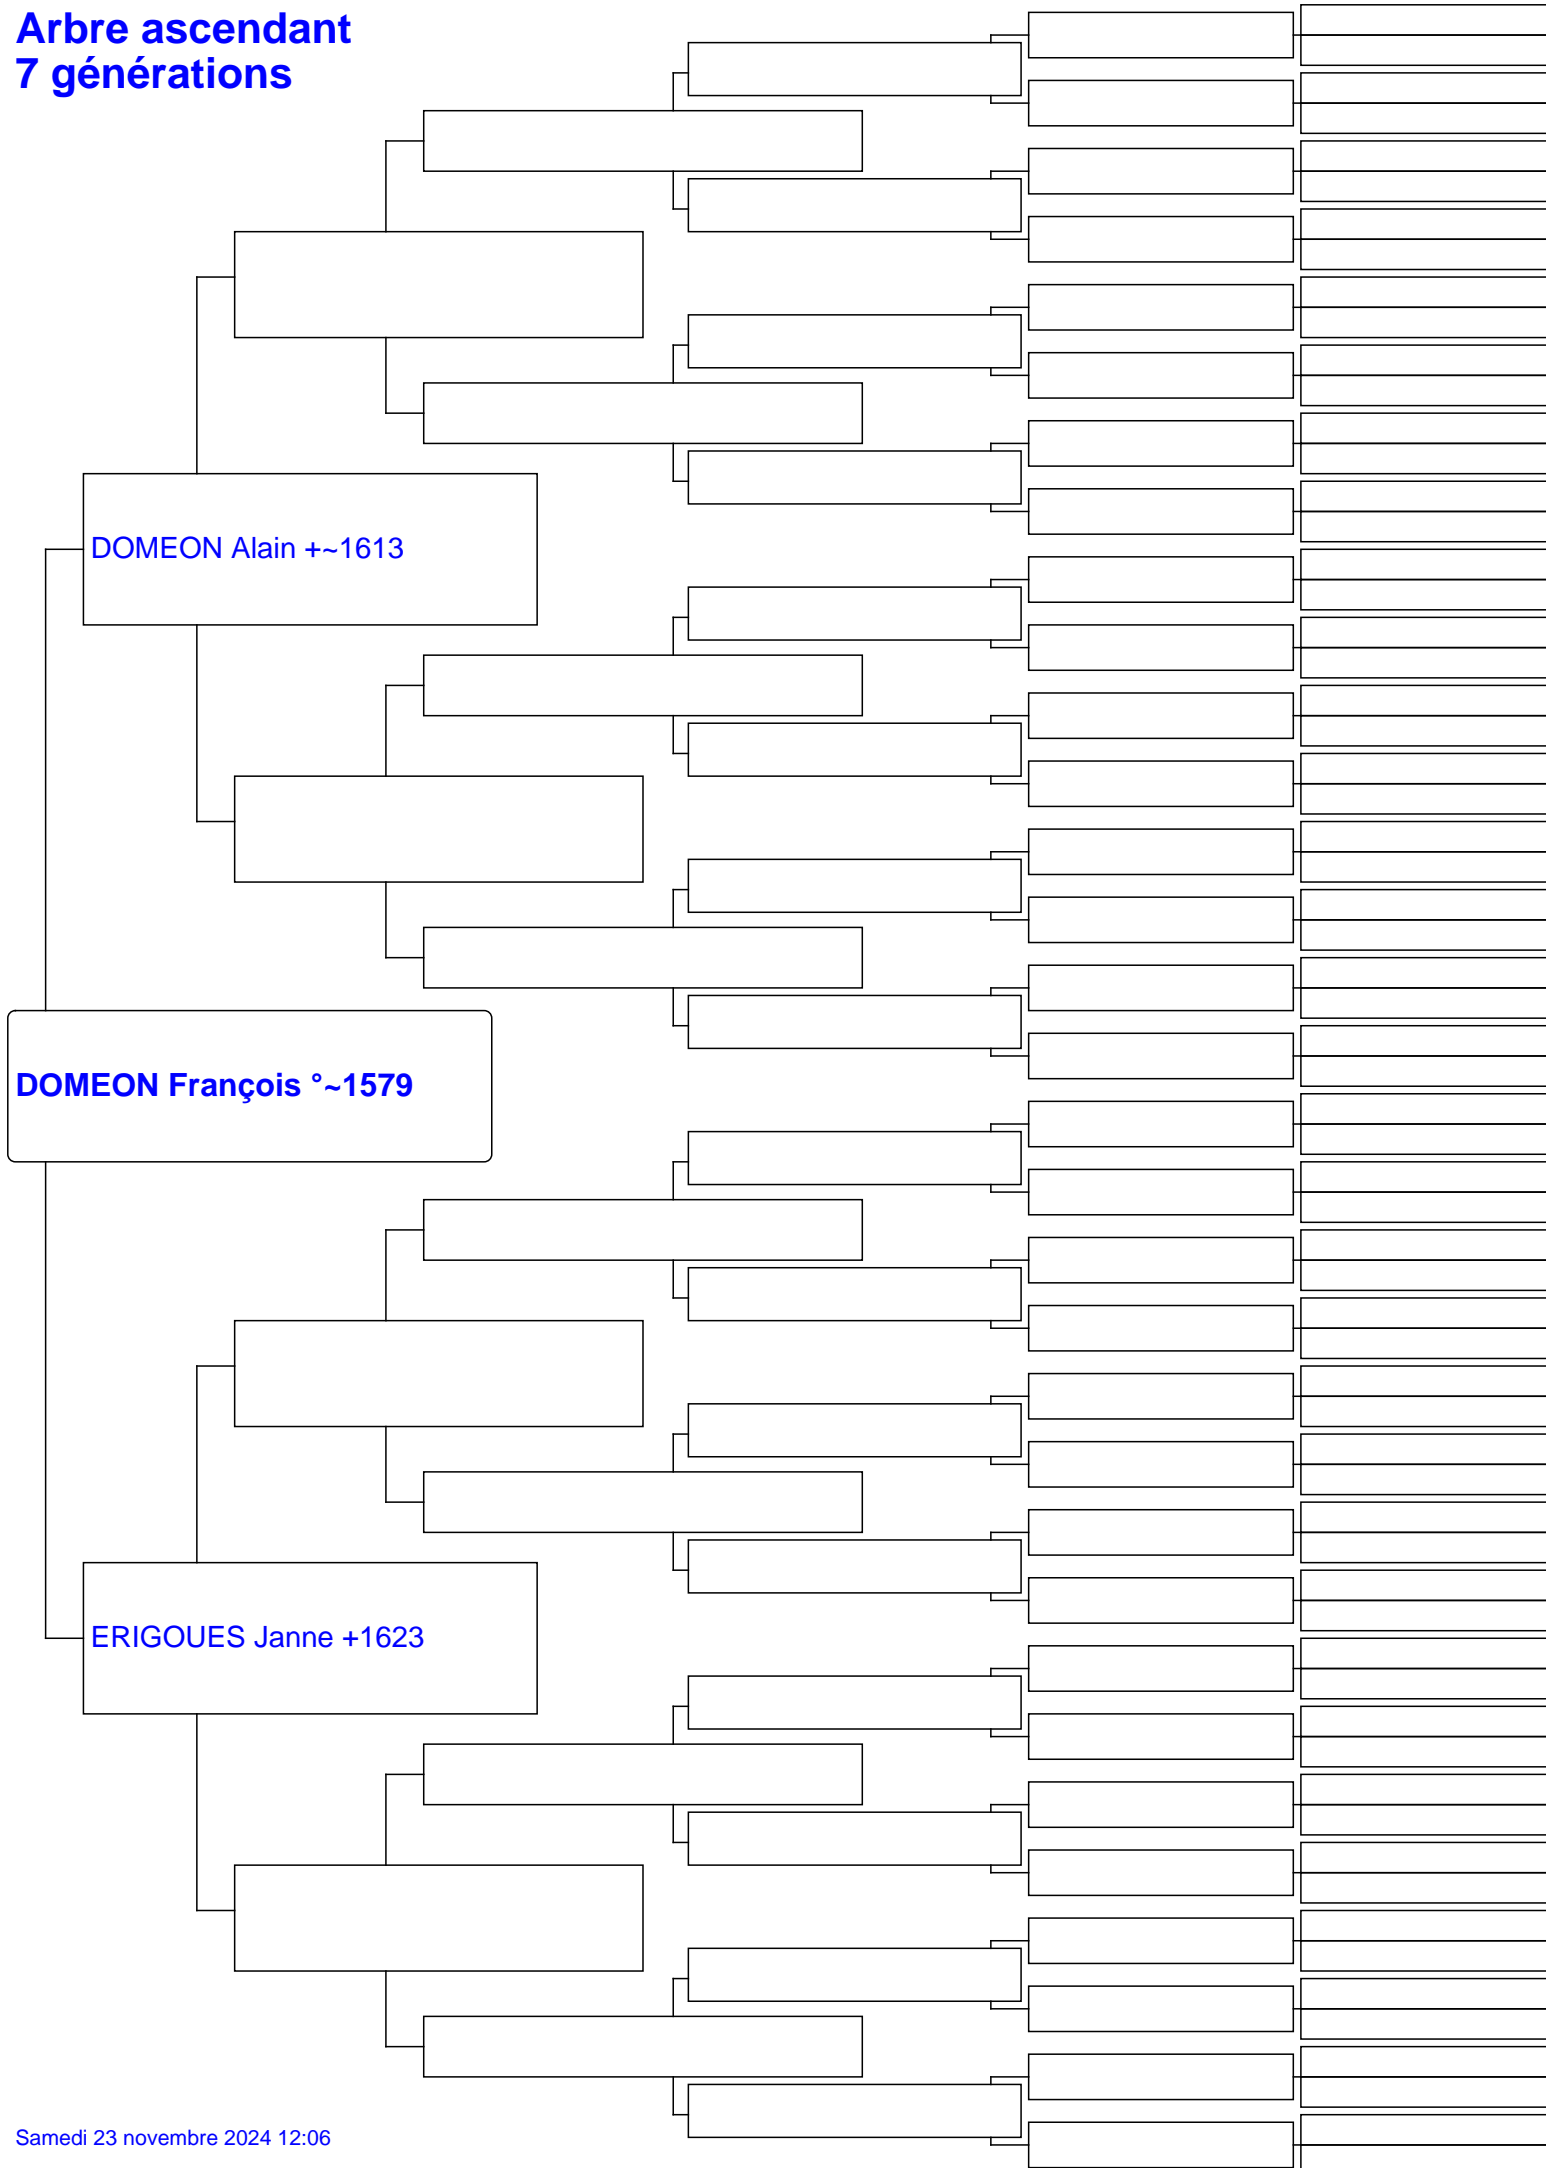 Arbre ascendant
7 générations
DOMEON Alain +~1613
DOMEON François °~1579
ERIGOUES Janne +1623
Samedi 23 novembre 2024 12:06